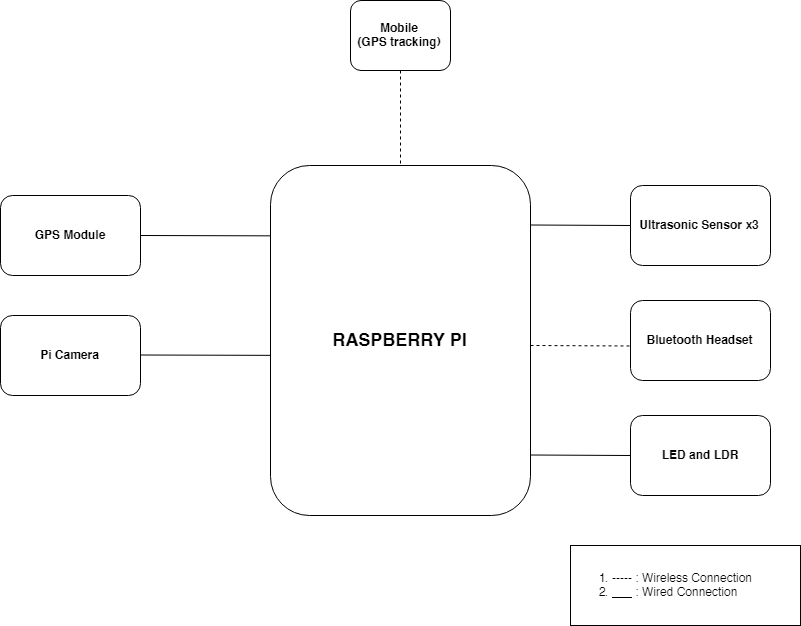 Mobile
(GPS tracking)
GPS Module
Ultrasonic Sensor x3
RASPBERRY PI
Bluetooth Headset
Pi Camera
LED and LDR
1. ----- : Wireless Connection
2. ___ : Wired Connection